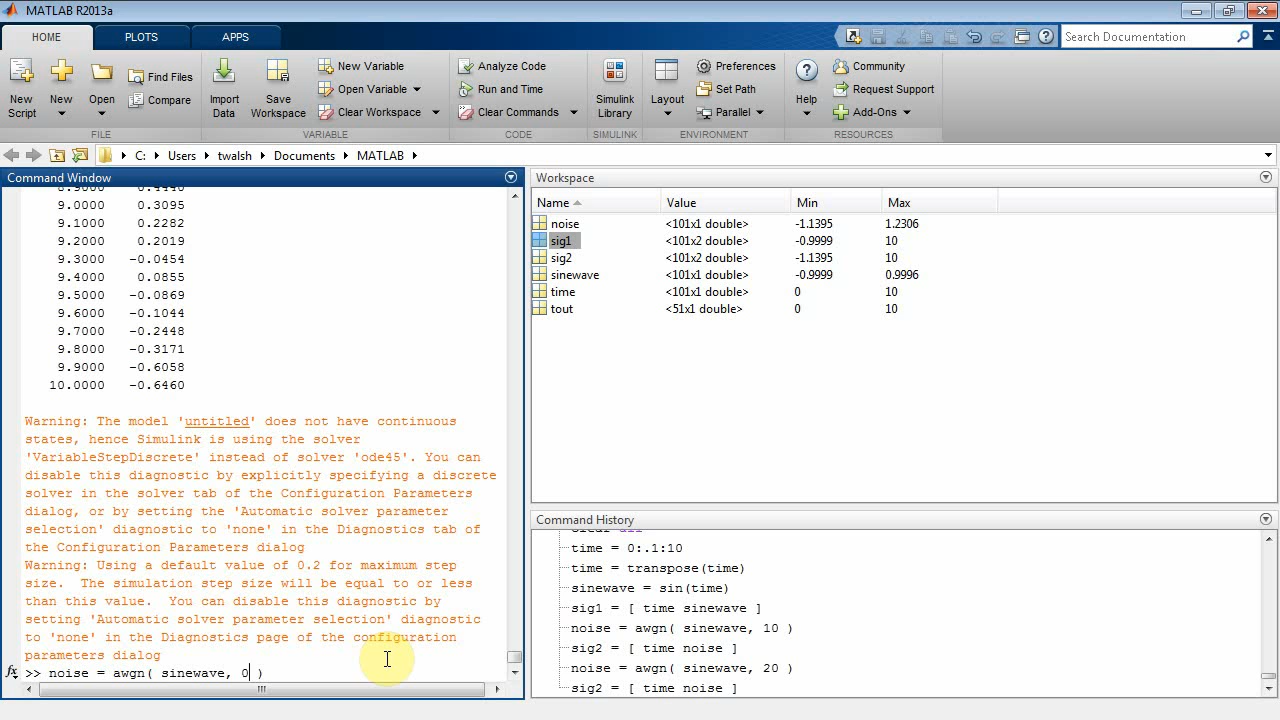 MATLAB R2013a
HOME PLOTS APPS
Search Documentation
New Script
New
Open
Find Files
Compare
FILE
Import Data
Save Workspace
New Variable
Open Variable
Clear Workspace
VARIABLE
Analyze Code
Run and Time
Clear Commands
CODE
Simulink Library
SIMULINK
Layout
Preferences
Set Path
Parallel
ENVIRONMENT
Help
Community
Request Support
Add-Ons
RESOURCES
C: Users twalsh Documents MATLAB
Command Window
8.9000 0.4440
9.0000 0.3095
9.1000 0.2282
9.2000 0.2019
9.3000 -0.0454
9.4000 0.0855
9.5000 -0.0869
9.6000 -0.1044
9.7000 -0.2448
9.8000 -0.3171
9.9000 -0.6058
10.0000 -0.6460
Warning: The model 'untitled' does not have continuous
states, hence Simulink is using the solver
'VariableStepDiscrete' instead of solver 'ode45'. You can
disable this diagnostic by explicitly specifying a discrete
solver in the solver tab of the Configuration Parameters
dialog, or by setting the 'Automatic solver parameter
selection' diagnostic to 'none' in the Diagnostics tab of
the Configuration Parameters dialog
Warning: Using a default value of 0.2 for maximum step
size.  The simulation step size will be equal to or less
than this value.  You can disable this diagnostic by
setting 'Automatic solver parameter selection' diagnostic
to 'none' in the Diagnostics page of the configuration
parameters dialog
fx >> noise = awgn( sinewave, 0 )
Workspace
Name Value Min Max
noise <101x1 double> -1.1395 1.2306
sig1 <101x2 double> -0.9999 10
sig2 <101x2 double> -1.1395 10
sinewave <101x1 double> -0.9999 0.9996
time <101x1 double> 0 10
tout <51x1 double> 0 10
Command History
clear all
time = 0:.1:10
time = transpose(time)
sinewave = sin(time)
sig1 = [ time sinewave ]
noise = awgn( sinewave, 10 )
sig2 = [ time noise ]
noise = awgn( sinewave, 20 )
sig2 = [ time noise ]